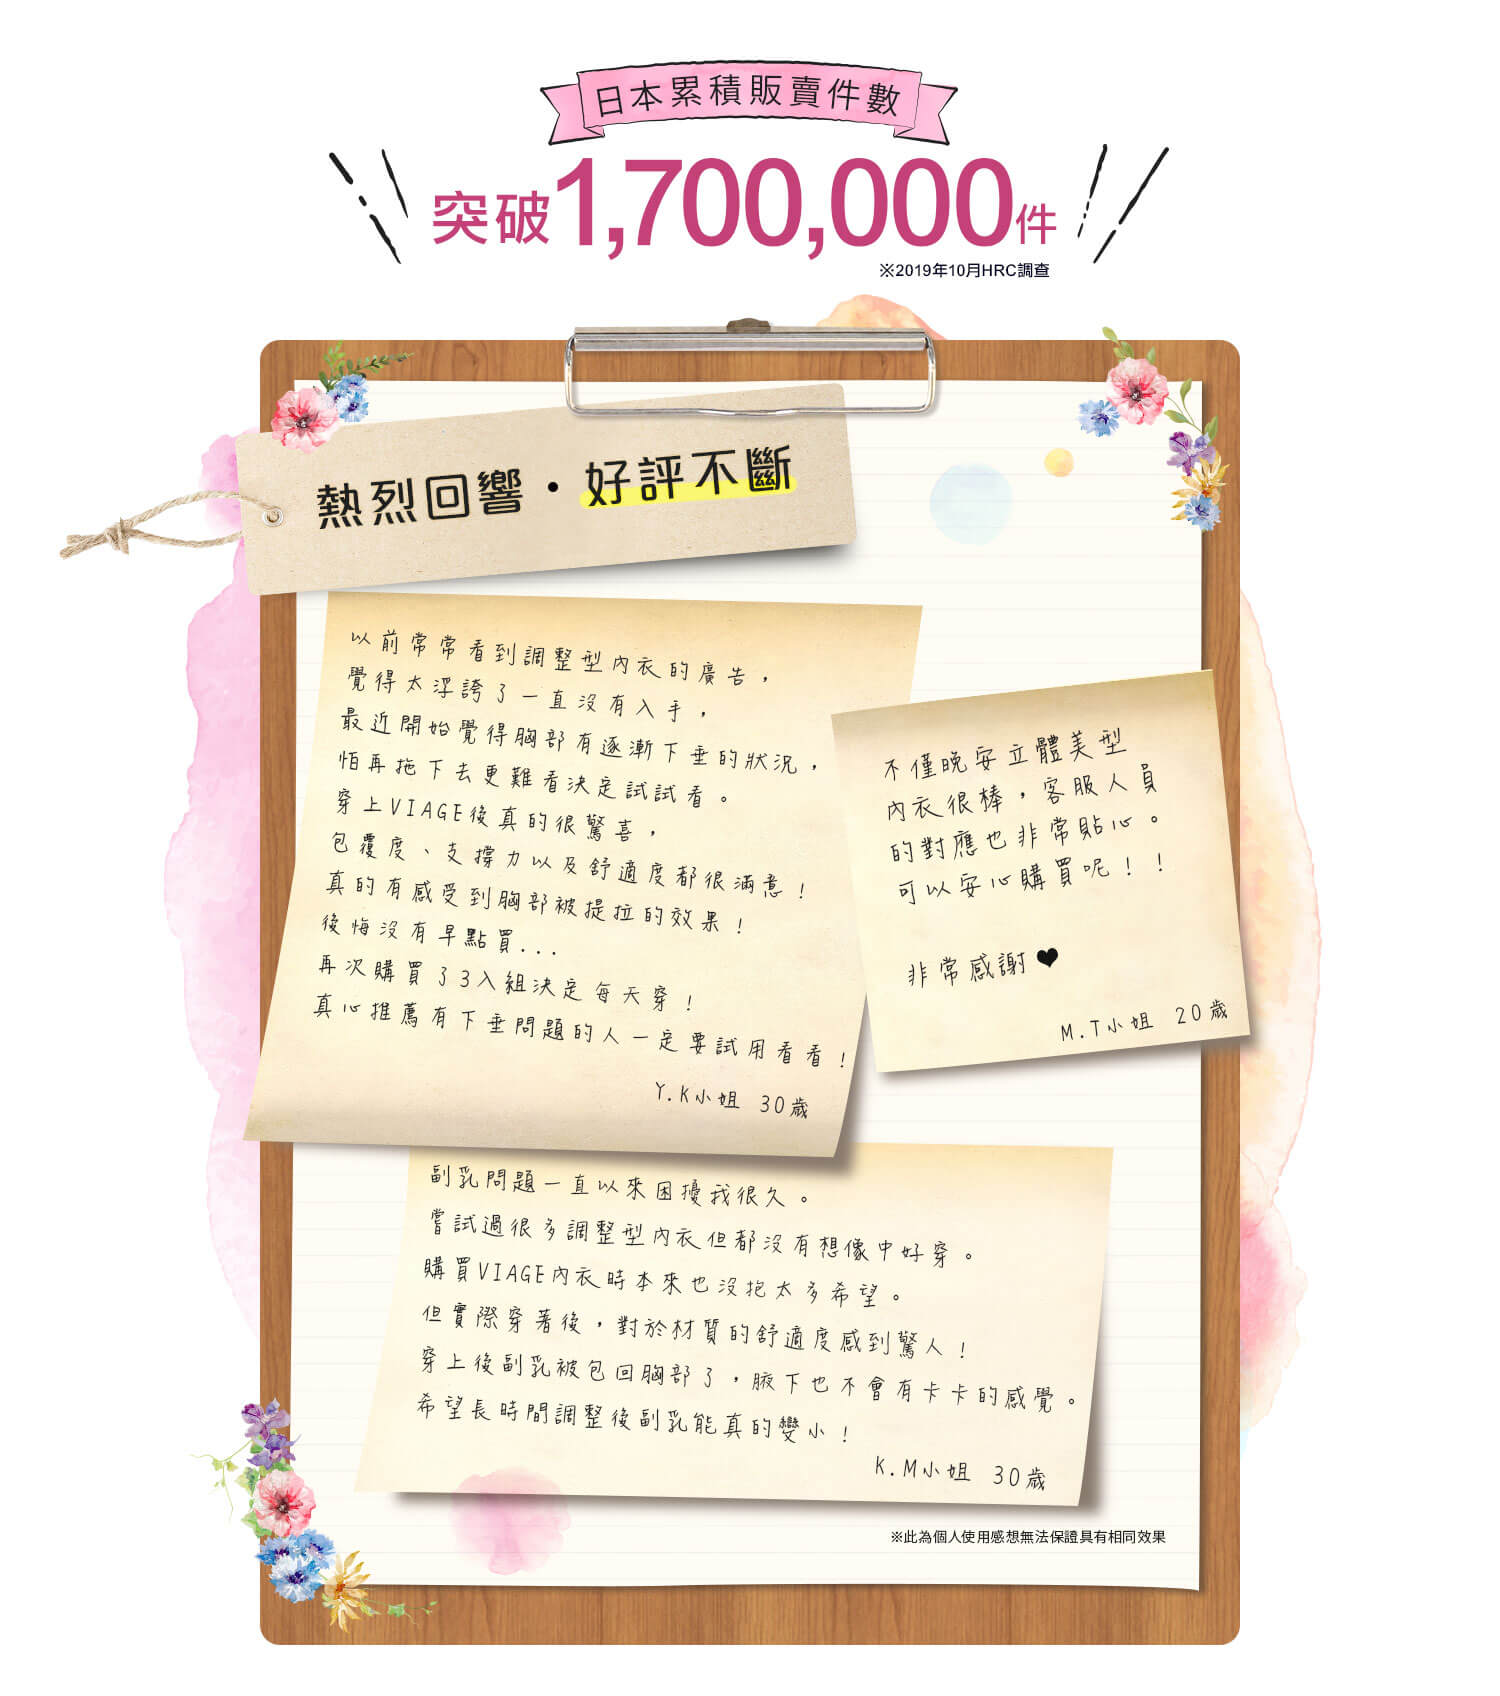 日本累積販賣件數
突破1,700,000件
※2019年10月HRC調查
熱烈回響・好評不斷
以前常常看到調整型內衣的廣告，
覺得太浮誇了一直沒有入手，
最近開始覺得胸部有逐漸下垂的狀況，
怕再拖下去更難看決定試試看。
穿上VIAGE後真的很驚喜，
包覆度、支撐力以及舒適度都很滿意！
真的有感受到胸部被提拉的效果！
後悔沒有早點買...
再次購買了3入組決定每天穿！
真心推薦有下垂問題的人一定要試用看看！
Y.K小姐 30歲
不僅晚安立體美型
內衣很棒，客服人員
的對應也非常貼心。
可以安心購買呢！！
非常感謝❤
M.T小姐 20歲
副乳問題一直以來困擾我很久。
嘗試過很多調整型內衣但都沒有想像中好穿。
購買VIAGE內衣時本來也沒抱太多希望。
但實際穿著後，對於材質的舒適度感到驚人！
穿上後副乳被包回胸部了，腋下也不會有卡卡的感覺。
希望長時間調整後副乳能真的變小！
K.M小姐 30歲
※此為個人使用感想無法保證具有相同效果